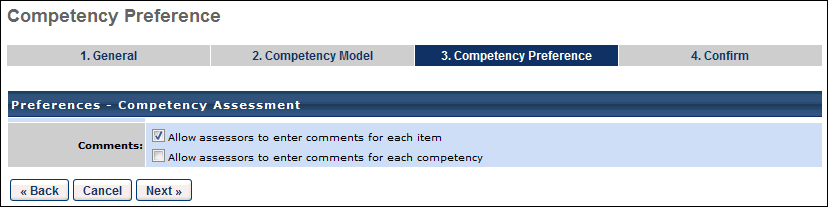 Competency Preference
1. General 2. Competency Model 3. Competency Preference 4. Confirm
Preferences - Competency Assessment
Comments: Allow assessors to enter comments for each item
Allow assessors to enter comments for each competency
« Back Cancel Next »